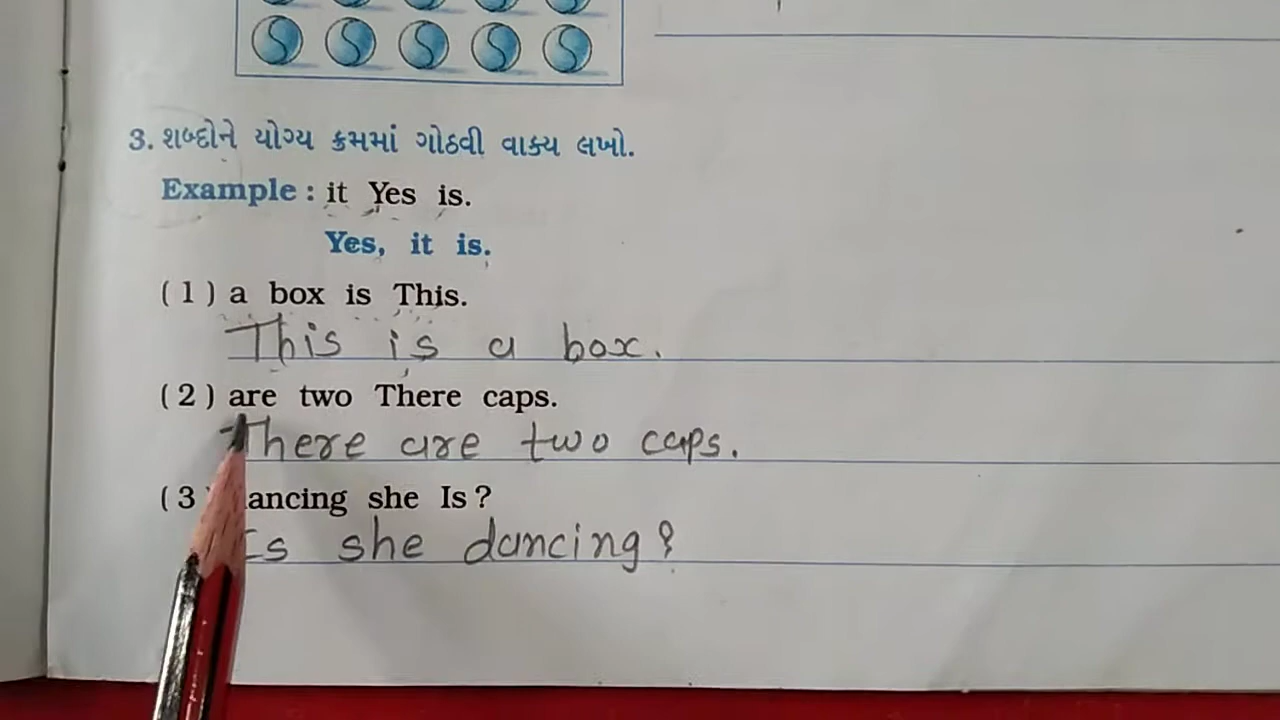 3. શબ્દોને યોગ્ય ક્રમમાં ગોઠવી વાક્ય લખો.
Example : it Yes is.
Yes, it is.
(1) a box is This.
This is a box.
(2) are two There caps.
There are two caps.
(3 ancing she Is?
Is she dancing?